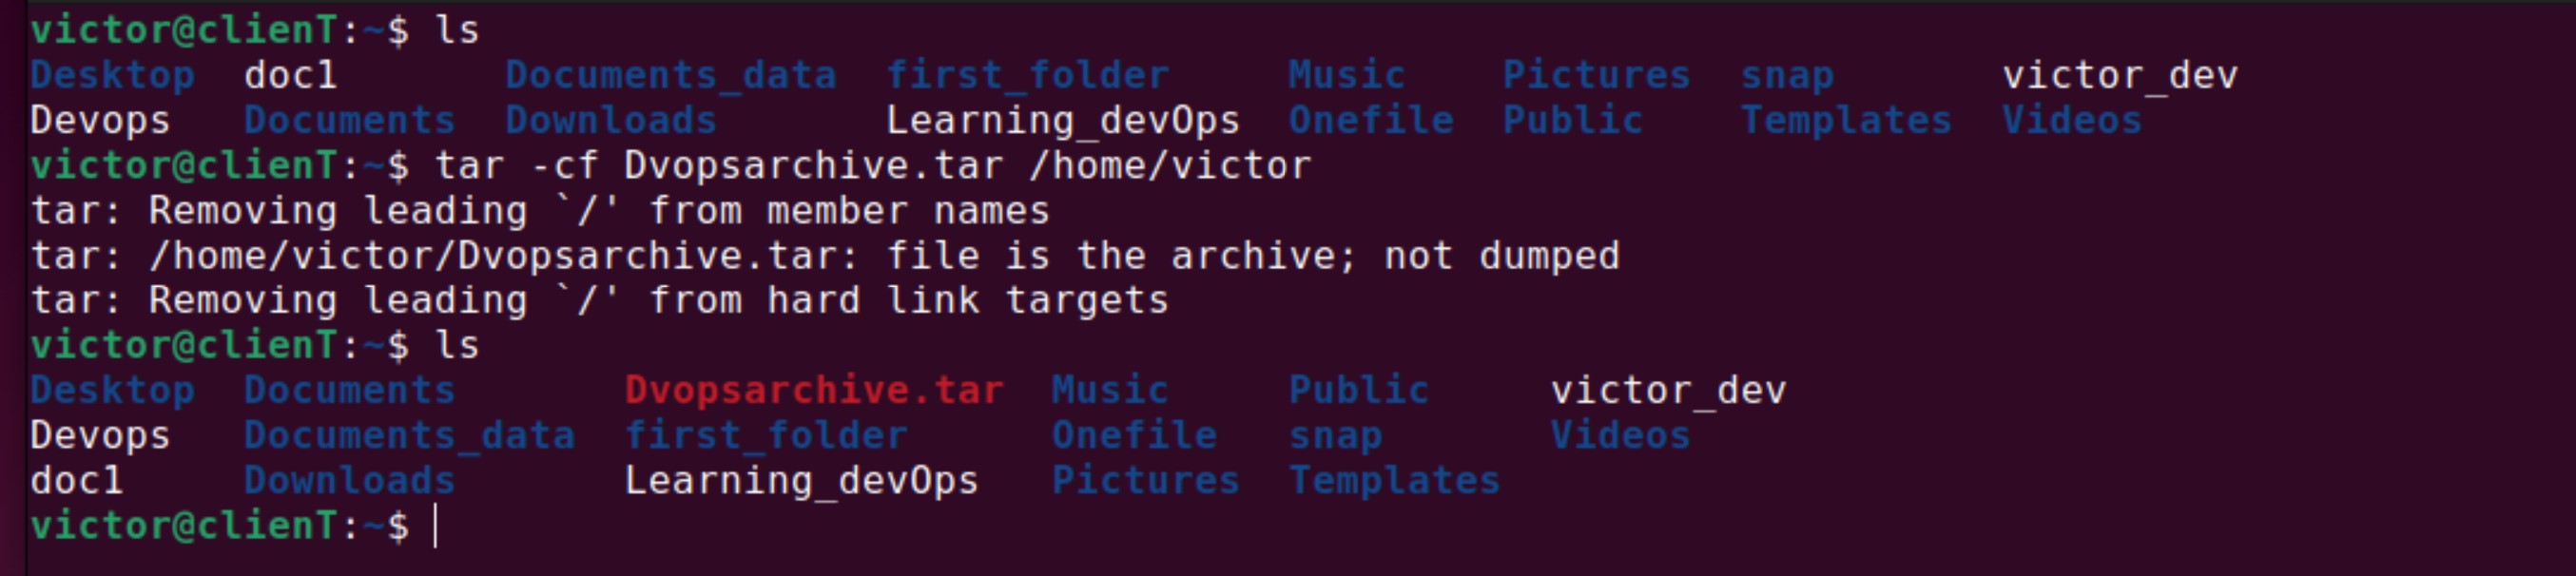 victor@clienT:~$ ls
Desktop  doc1       Documents_data  first_folder     Music    Pictures  snap       victor_dev
Devops   Documents  Downloads       Learning_devOps  Onefile  Public    Templates  Videos
victor@clienT:~$ tar -cf Dvopsarchive.tar /home/victor
tar: Removing leading `/' from member names
tar: /home/victor/Dvopsarchive.tar: file is the archive; not dumped
tar: Removing leading `/' from hard link targets
victor@clienT:~$ ls
Desktop  Documents       Dvopsarchive.tar  Music     Public     victor_dev
Devops   Documents_data  first_folder      Onefile   snap       Videos
doc1     Downloads       Learning_devOps   Pictures  Templates
victor@clienT:~$